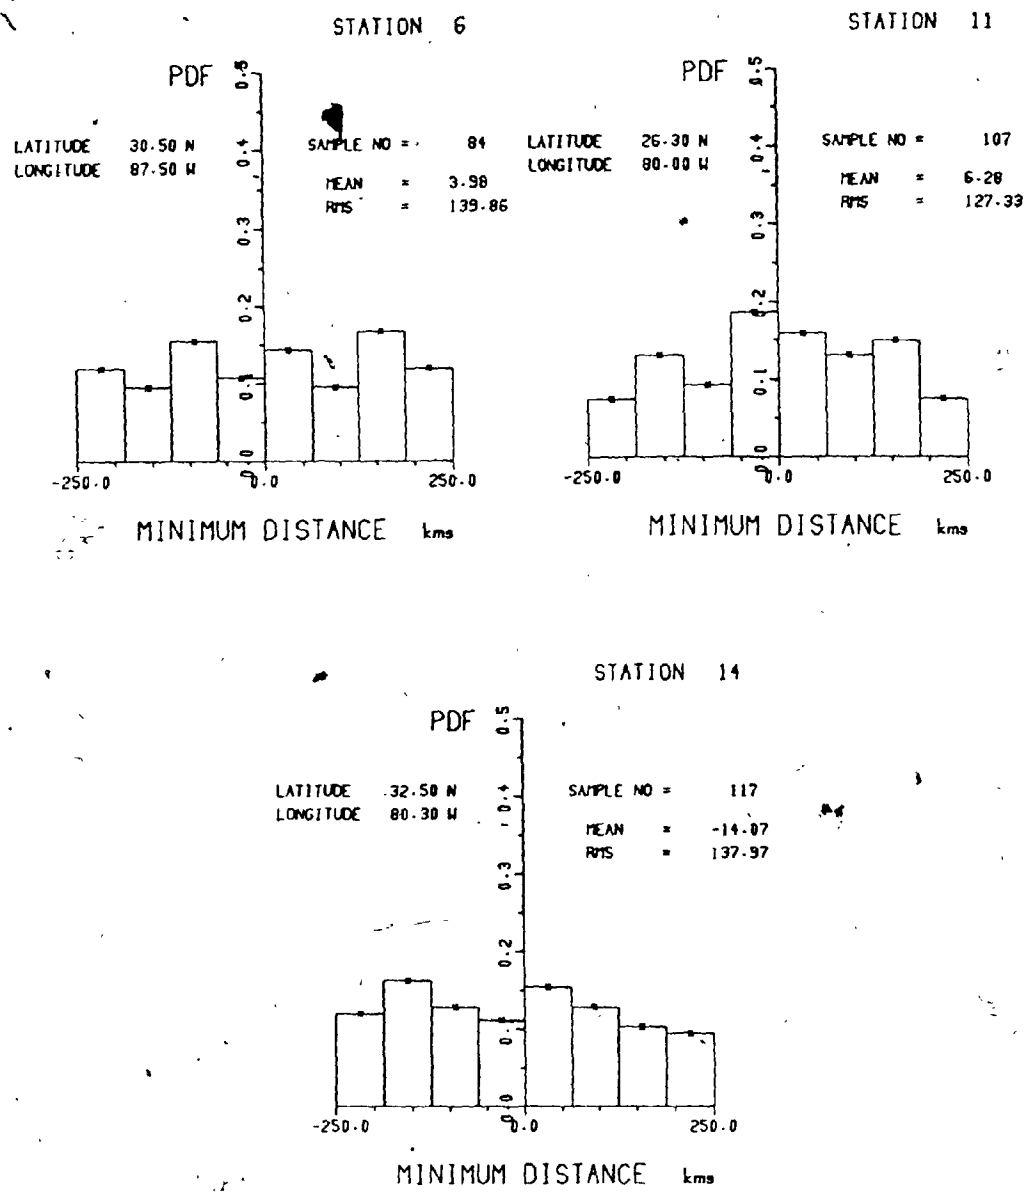 STATION 6
PDF
0.5
0.4
0.3
0.2
0.1
0.0
LATITUDE 30.50 N
LONGITUDE 87.50 W
SAMPLE NO = 84
MEAN = 3.98
RMS = 139.86
-250.0 0.0 250.0
MINIMUM DISTANCE kms
STATION 11
PDF
0.5
0.4
0.3
0.2
0.1
0.0
LATITUDE 26.30 N
LONGITUDE 80.00 W
SAMPLE NO = 107
MEAN = 6.28
RMS = 127.33
-250.0 0.0 250.0
MINIMUM DISTANCE kms
STATION 14
PDF
0.5
0.4
0.3
0.2
0.1
0.0
LATITUDE 32.50 N
LONGITUDE 80.30 W
SAMPLE NO = 117
MEAN = -14.07
RMS = 137.97
-250.0 0.0 250.0
MINIMUM DISTANCE kms